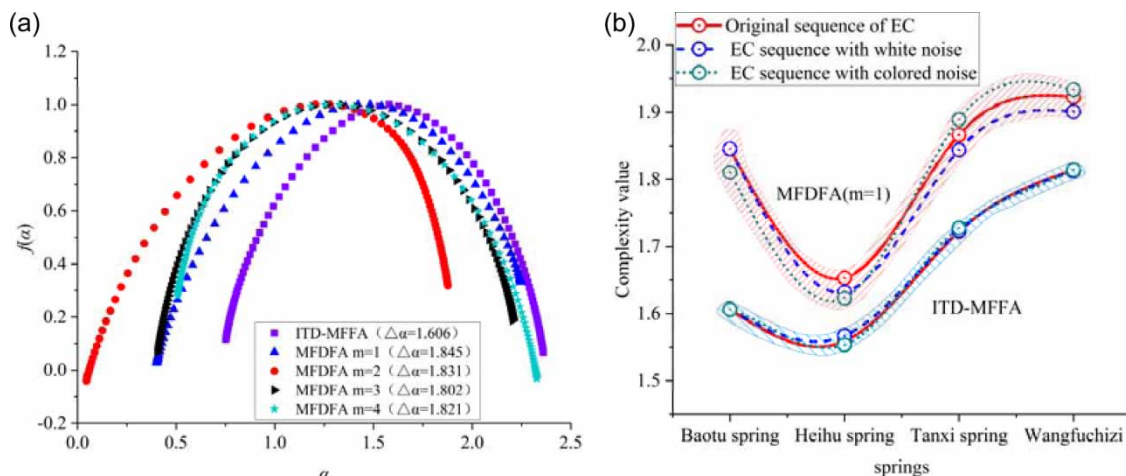 (a)
1.2
1.0
0.8
0.6
0.4
0.2
0.0
-0.2
f(α)
0.0 0.5 1.0 1.5 2.0 2.5
ITD-MFFA（△α=1.606）
MFDFA m=1（△α=1.845）
MFDFA m=2（△α=1.831）
MFDFA m=3（△α=1.802）
MFDFA m=4（△α=1.821）
(b)
Original sequence of EC
EC sequence with white noise
EC sequence with colored noise
2.0
1.9
1.8
1.7
1.6
1.5
Complexity value
MFDFA(m=1)
ITD-MFFA
Baotu spring Heihu spring Tanxi spring Wangfuchizi
springs